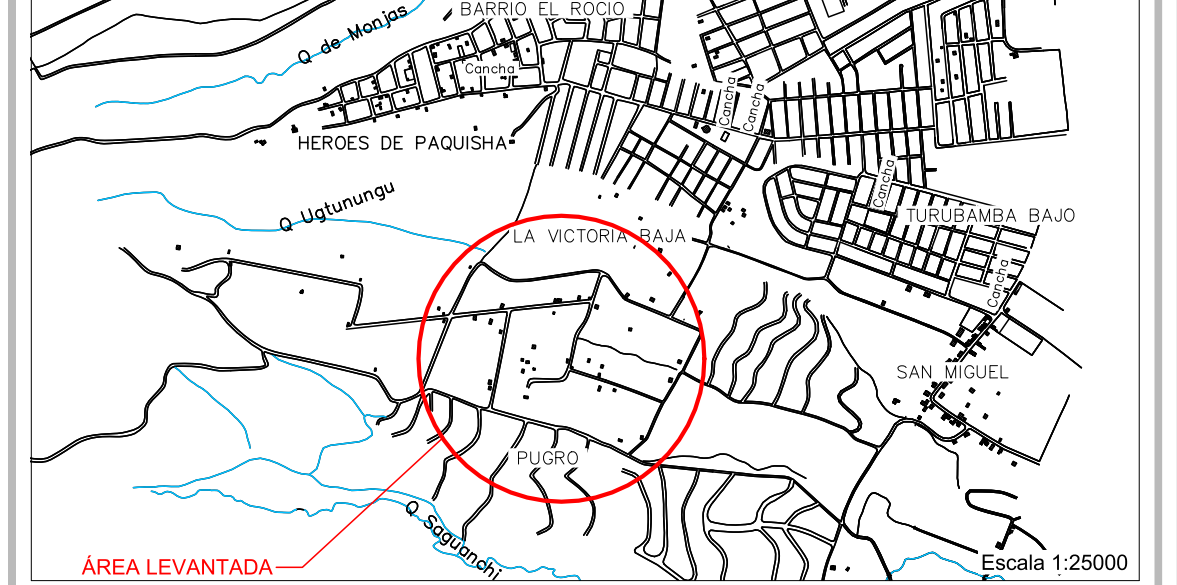 BARRIO EL ROCIO
Q de Monjas
Cancha
Cancha
Cancha
HEROES DE PAQUISHA
Cancha
Q Ugtunungu
TURUBAMBA BAJO
LA VICTORIA BAJA
Cancha
SAN MIGUEL
PUGRO
Q Saguanchi
ÁREA LEVANTADA
Escala 1:25000